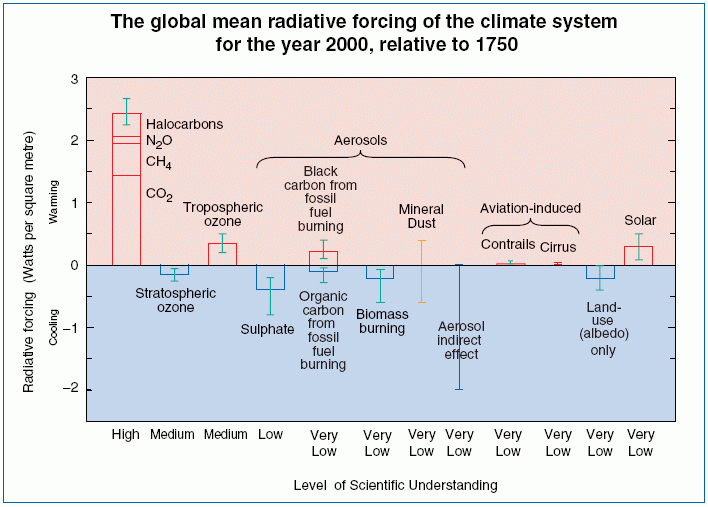 The global mean radiative forcing of the climate system
for the year 2000, relative to 1750
Radiative forcing (Watts per square metre)
Warming
Cooling
3
2
1
0
−1
−2
Halocarbons
N2O
CH4
CO2
Stratospheric
ozone
Tropospheric
ozone
Aerosols
Sulphate
Black
carbon from
fossil
fuel
burning
Organic
carbon
from
fossil
fuel
burning
Biomass
burning
Mineral
Dust
Aerosol
indirect
effect
Aviation-induced
Contrails
Cirrus
Land-
use
(albedo)
only
Solar
High
Medium
Medium
Low
Very
Low
Very
Low
Very
Low
Very
Low
Very
Low
Very
Low
Very
Low
Very
Low
Level of Scientific Understanding